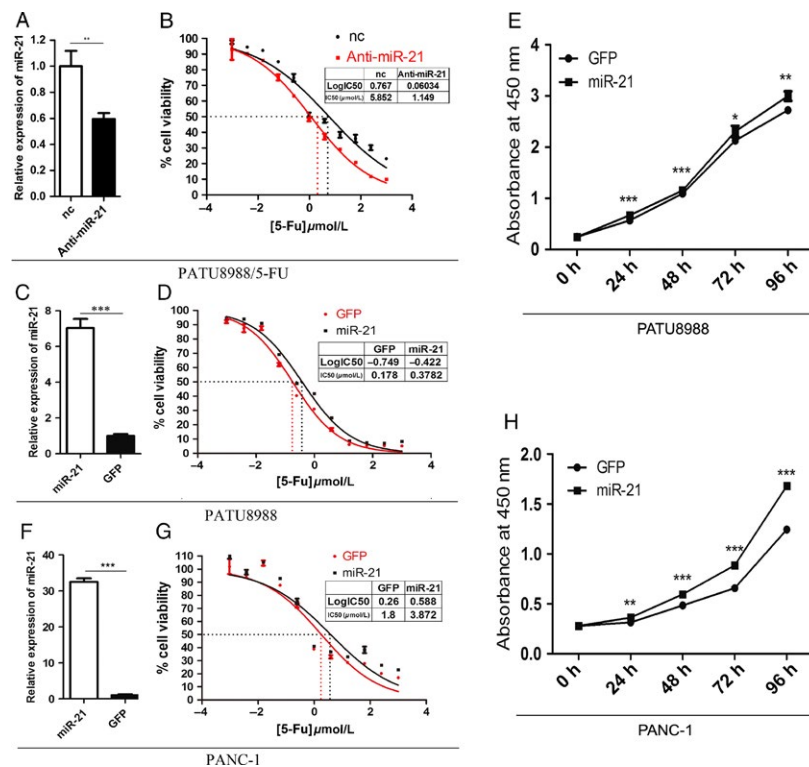 A
Relative expression of miR-21
1.2
1.0
0.8
0.6
0.4
0.2
0.0
nc
Anti-miR-21
B
% cell viability
110
100
90
80
70
60
50
40
30
20
10
0
–4
–2
0
2
4
[5-Fu]μmol/L
nc
Anti-miR-21
nc Anti-miR-21
LogIC50 0.767 0.06034
IC50 (μmol/L) 5.852 1.149
PATU8988/5-FU
C
***
Relative expression of miR-21
8
6
4
2
0
miR-21
GFP
D
% cell viability
100
90
80
70
60
50
40
30
20
10
0
–4
–2
0
2
4
[5-Fu]μmol/L
GFP
miR-21
GFP miR-21
LogIC50 –0.749 –0.422
IC50 (μmol/L) 0.178 0.3782
PATU8988
F
***
Relative expression of miR-21
40
30
20
10
0
miR-21
GFP
G
% cell viability
110
100
90
80
70
60
50
40
30
20
10
0
–4
–2
0
2
4
[5-Fu]μmol/L
GFP
miR-21
GFP miR-21
LogIC50 0.26 0.588
IC50 (μmol/L) 1.8 3.872
PANC-1
E
Absorbance at 450 nm
4
3
2
1
0
GFP
miR-21
***
***
*
**
0 h
24 h
48 h
72 h
96 h
PATU8988
H
Absorbance at 450 nm
2.0
1.5
1.0
0.5
0.0
GFP
miR-21
**
***
***
***
0 h
24 h
48 h
72 h
96 h
PANC-1